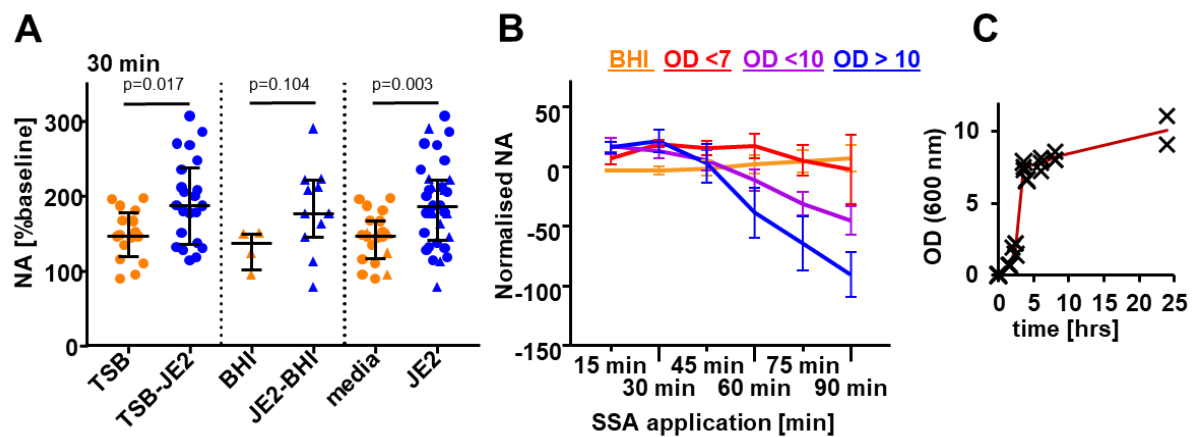 A
30 min
p=0.017
p=0.104
p=0.003
NA [%baseline]
300
200
100
0
TSB
TSB-JE2
BHI
JE2-BHI
media
JE2
B
BHI OD <7 OD <10 OD > 10
Normalised NA
50
0
-50
-100
-150
15 min
30 min
45 min
60 min
75 min
90 min
SSA application [min]
C
OD (600 nm)
10
5
0
0 5 10 15 20 25
time [hrs]